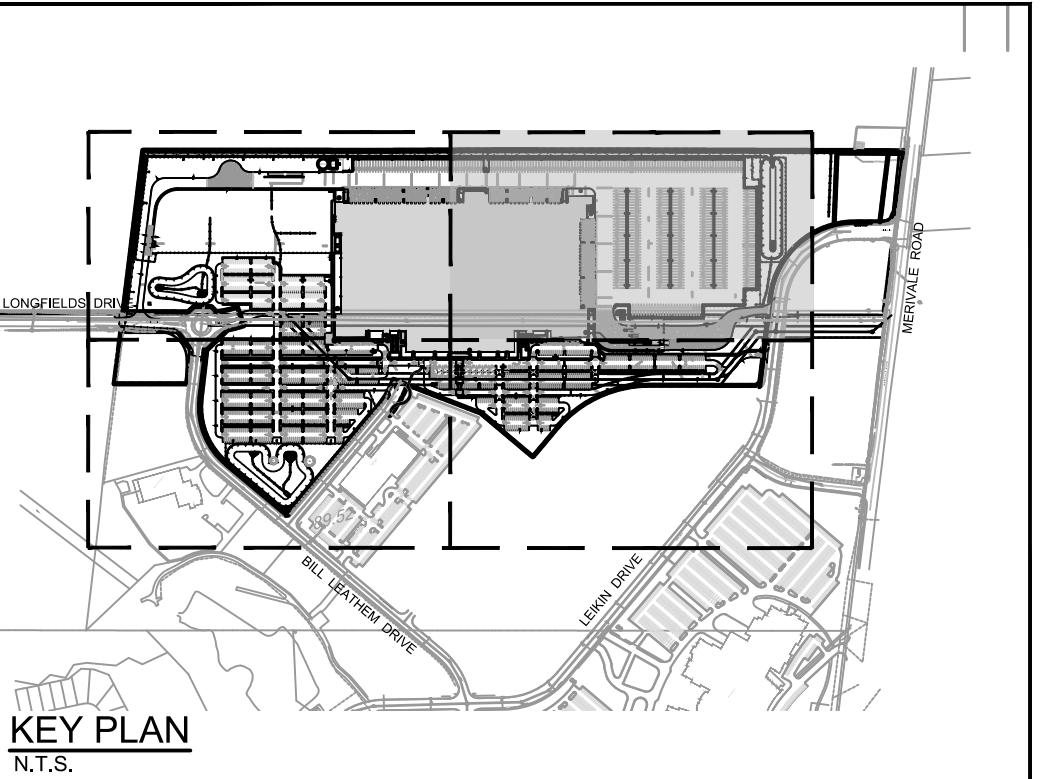 LONGFIELDS DRIVE
MERIVALE ROAD
89.52
BILL LEATHEM DRIVE
LEIKIN DRIVE
KEY PLAN
N.T.S.